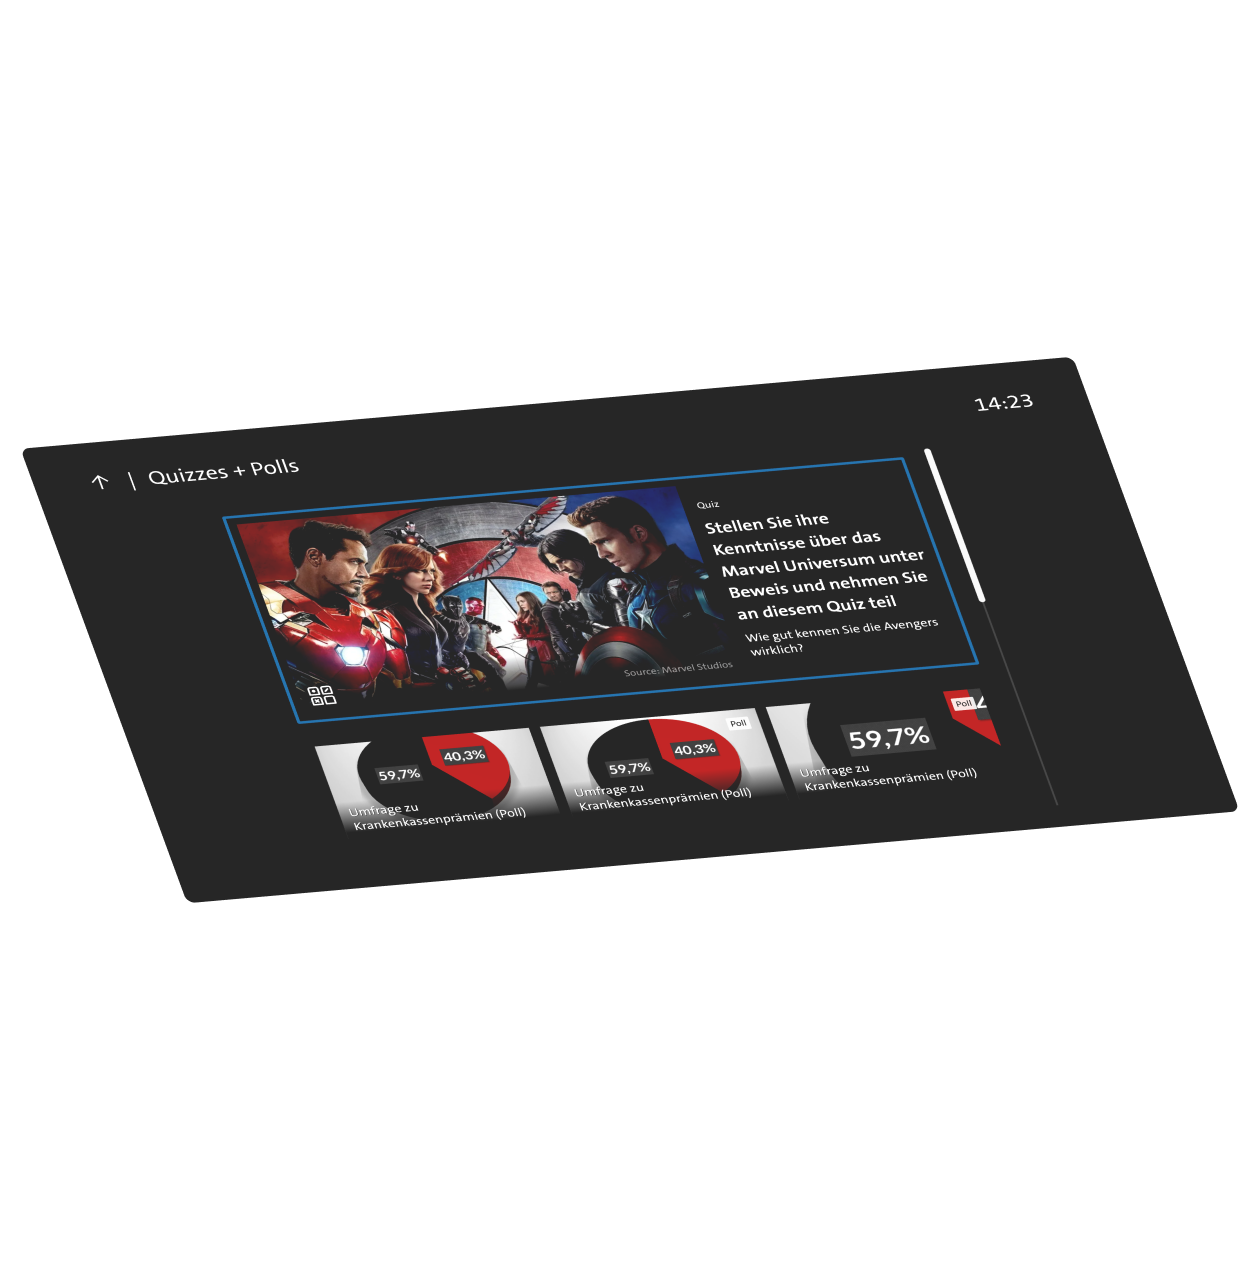 14:23
| Quizzes + Polls
Quiz
Stellen Sie ihre
Kenntnisse über das
Marvel Universum unter
Beweis und nehmen Sie
an diesem Quiz teil
Wie gut kennen Sie die Avengers
wirklich?
Source: Marvel Studios
59,7%
40,3%
Umfrage zu
Krankenkassenprämien (Poll)
Poll
59,7%
40,3%
Umfrage zu
Krankenkassenprämien (Poll)
Poll
59,7%
Umfrage zu
Krankenkassenprämien (Poll)